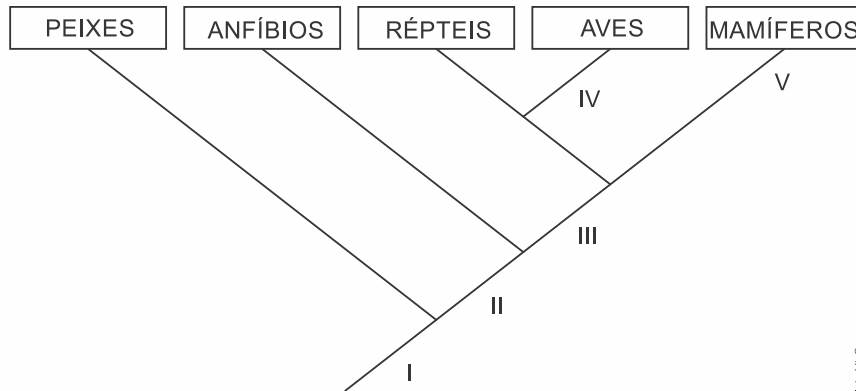 PEIXES ANFÍBIOS RÉPTEIS AVES MAMÍFEROS
IV V
III
II
I